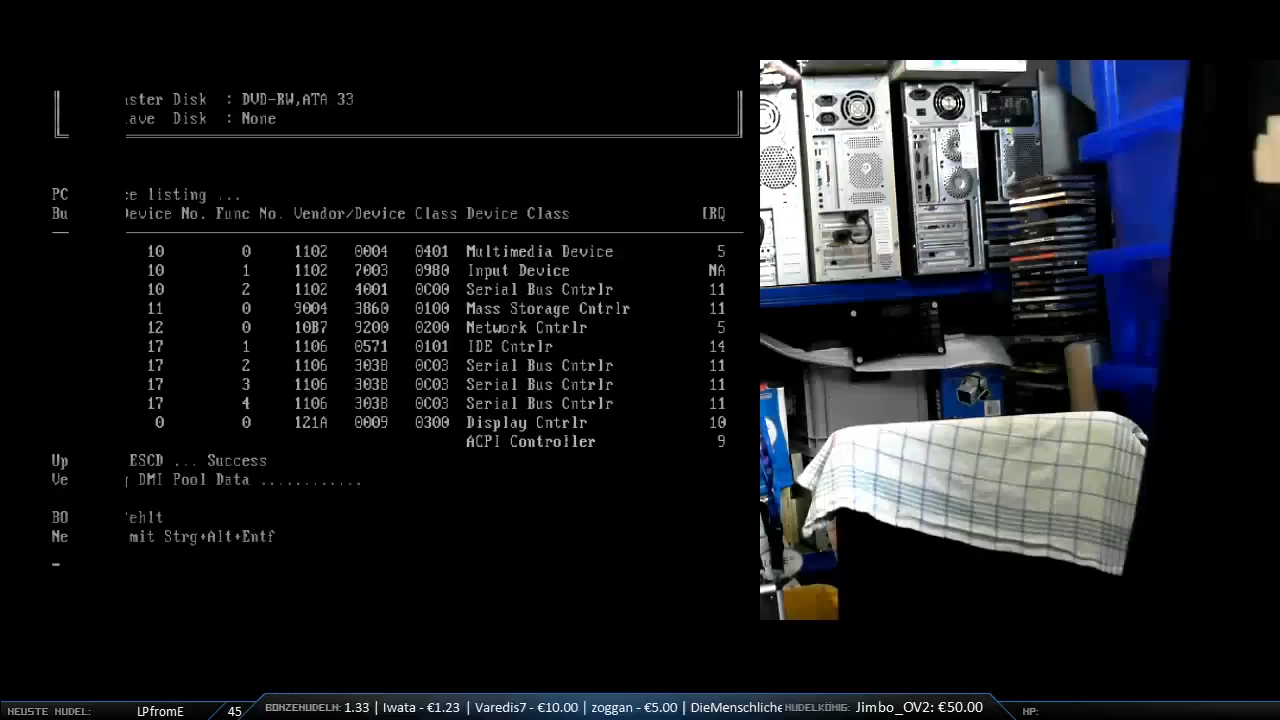 ster Disk : DVD-RW,ATA 33
ave Disk : None
PC e listing ...
Bu evice No. Func No. Vendor/Device Class Device Class IRQ
10 0 1102 0004 0401 Multimedia Device 5
10 1 1102 7003 0980 Input Device NA
10 2 1102 4001 0C00 Serial Bus Cntrlr 11
11 0 9004 3860 0100 Mass Storage Cntrlr 11
12 0 10B7 9200 0200 Network Cntrlr 5
17 1 1106 0571 0101 IDE Cntrlr 14
17 2 1106 3038 0C03 Serial Bus Cntrlr 11
17 3 1106 3038 0C03 Serial Bus Cntrlr 11
17 4 1106 3038 0C03 Serial Bus Cntrlr 11
0 0 121A 0009 0300 Display Cntrlr 10
ACPI Controller 9
Up ESCD ... Success
Ve DMI Pool Data ............
BO ehlt
Ne mit Strg+Alt+Entf
NEUSTE NUDEL: LPfromE 45 BONZENUDELN: 1.33 | Iwata - €1.23 | Varedis7 - €10.00 | zoggan - €5.00 | DieMenschliche NUDELKÖNIG: Jimbo_OV2: €50.00 HP: